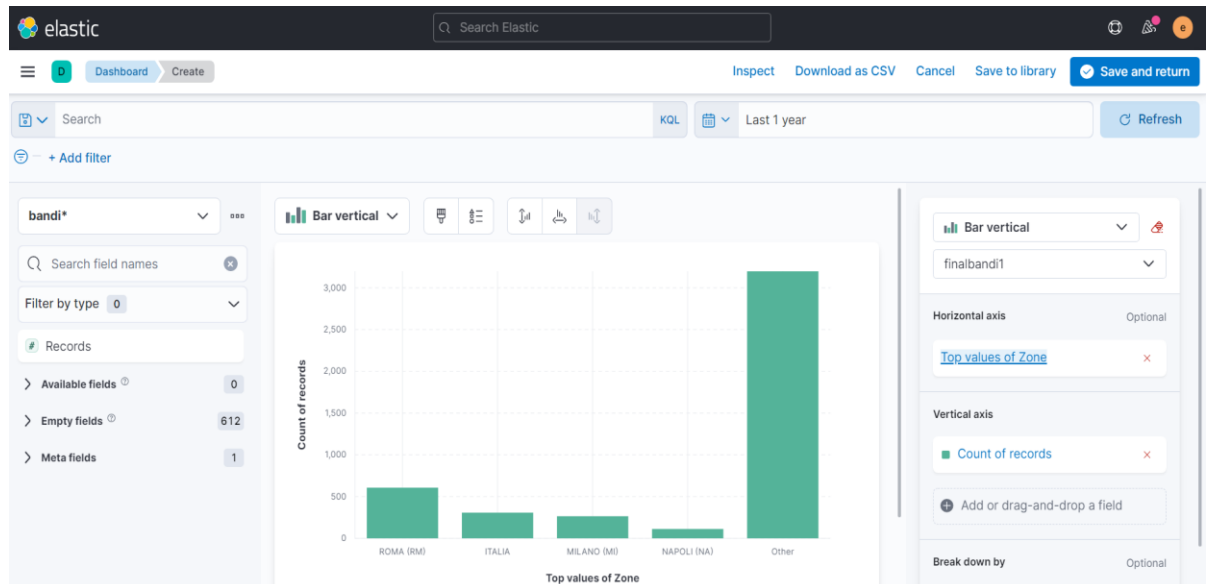 elastic
Search Elastic
e
D
Dashboard
Create
Inspect
Download as CSV
Cancel
Save to library
Save and return
Search
KQL
Last 1 year
Refresh
+ Add filter
bandi*
Search field names
Filter by type 0
# Records
Available fields 0
Empty fields 612
Meta fields 1
Bar vertical
3,000
2,500
2,000
1,500
1,000
500
0
Count of records
ROMA (RM)
ITALIA
MILANO (MI)
NAPOLI (NA)
Other
Top values of Zone
Bar vertical
finalbandi1
Horizontal axis Optional
Top values of Zone
Vertical axis
Count of records
Add or drag-and-drop a field
Break down by Optional